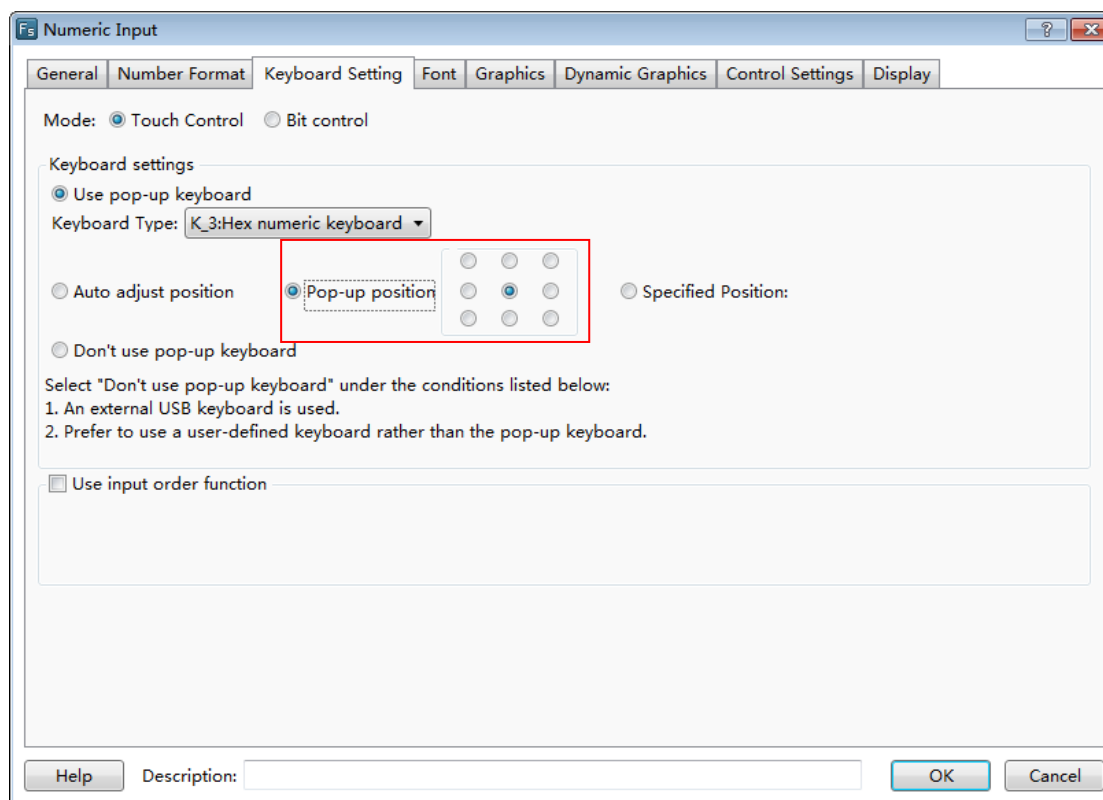 Fs Numeric Input
General Number Format Keyboard Setting Font Graphics Dynamic Graphics Control Settings Display
Mode: Touch Control Bit control
Keyboard settings
Use pop-up keyboard
Keyboard Type: K_3:Hex numeric keyboard
Auto adjust position Pop-up position Specified Position:
Don't use pop-up keyboard
Select "Don't use pop-up keyboard" under the conditions listed below:
1. An external USB keyboard is used.
2. Prefer to use a user-defined keyboard rather than the pop-up keyboard.
Use input order function
Help Description: OK Cancel